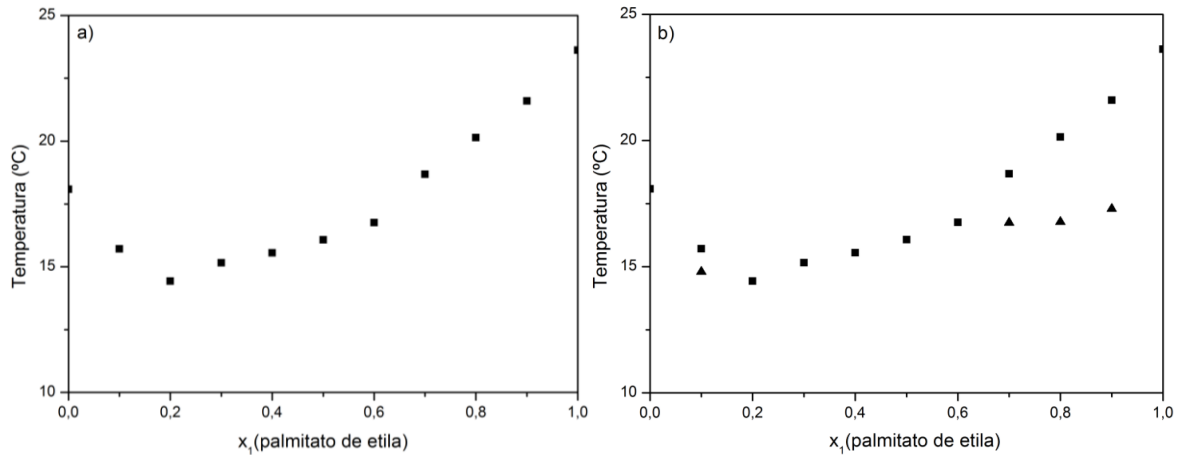 a)
25
20
15
10
Temperatura (ºC)
0,0 0,2 0,4 0,6 0,8 1,0
x1(palmitato de etila)
b)
25
20
15
10
Temperatura (ºC)
0,0 0,2 0,4 0,6 0,8 1,0
x1(palmitato de etila)